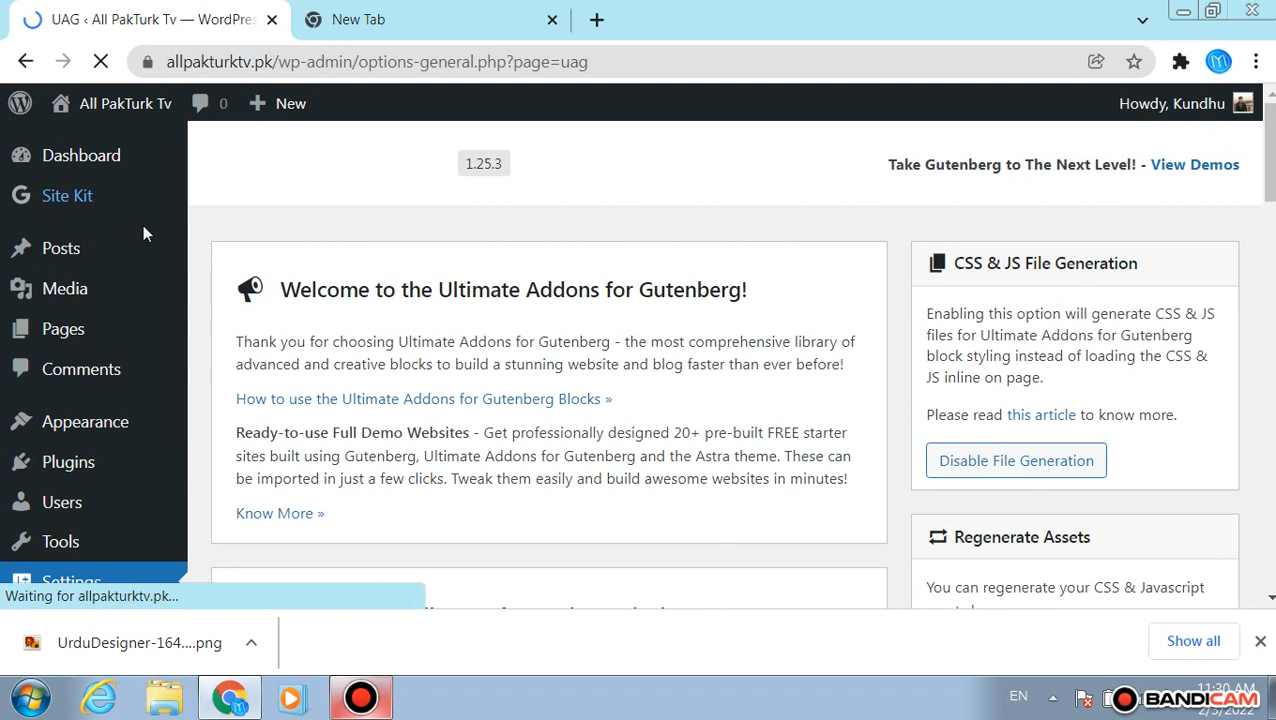 UAG ‹ All PakTurk Tv — WordPres
New Tab
allpakturktv.pk/wp-admin/options-general.php?page=uag
All PakTurk Tv
0
New
Howdy, Kundhu
Dashboard
Site Kit
Posts
Media
Pages
Comments
Appearance
Plugins
Users
Tools
Settings
1.25.3
Take Gutenberg to The Next Level! - View Demos
Welcome to the Ultimate Addons for Gutenberg!
Thank you for choosing Ultimate Addons for Gutenberg - the most comprehensive library of
advanced and creative blocks to build a stunning website and blog faster than ever before!
How to use the Ultimate Addons for Gutenberg Blocks »
Ready-to-use Full Demo Websites - Get professionally designed 20+ pre-built FREE starter
sites built using Gutenberg, Ultimate Addons for Gutenberg and the Astra theme. These can
be imported in just a few clicks. Tweak them easily and build awesome websites in minutes!
Know More »
CSS & JS File Generation
Enabling this option will generate CSS & JS
files for Ultimate Addons for Gutenberg
block styling instead of loading the CSS &
JS inline on page.
Please read this article to know more.
Disable File Generation
Regenerate Assets
You can regenerate your CSS & Javascript
Waiting for allpakturktv.pk...
UrduDesigner-164....png
Show all
EN
11:30 AM
2/5/2022
BANDICAM